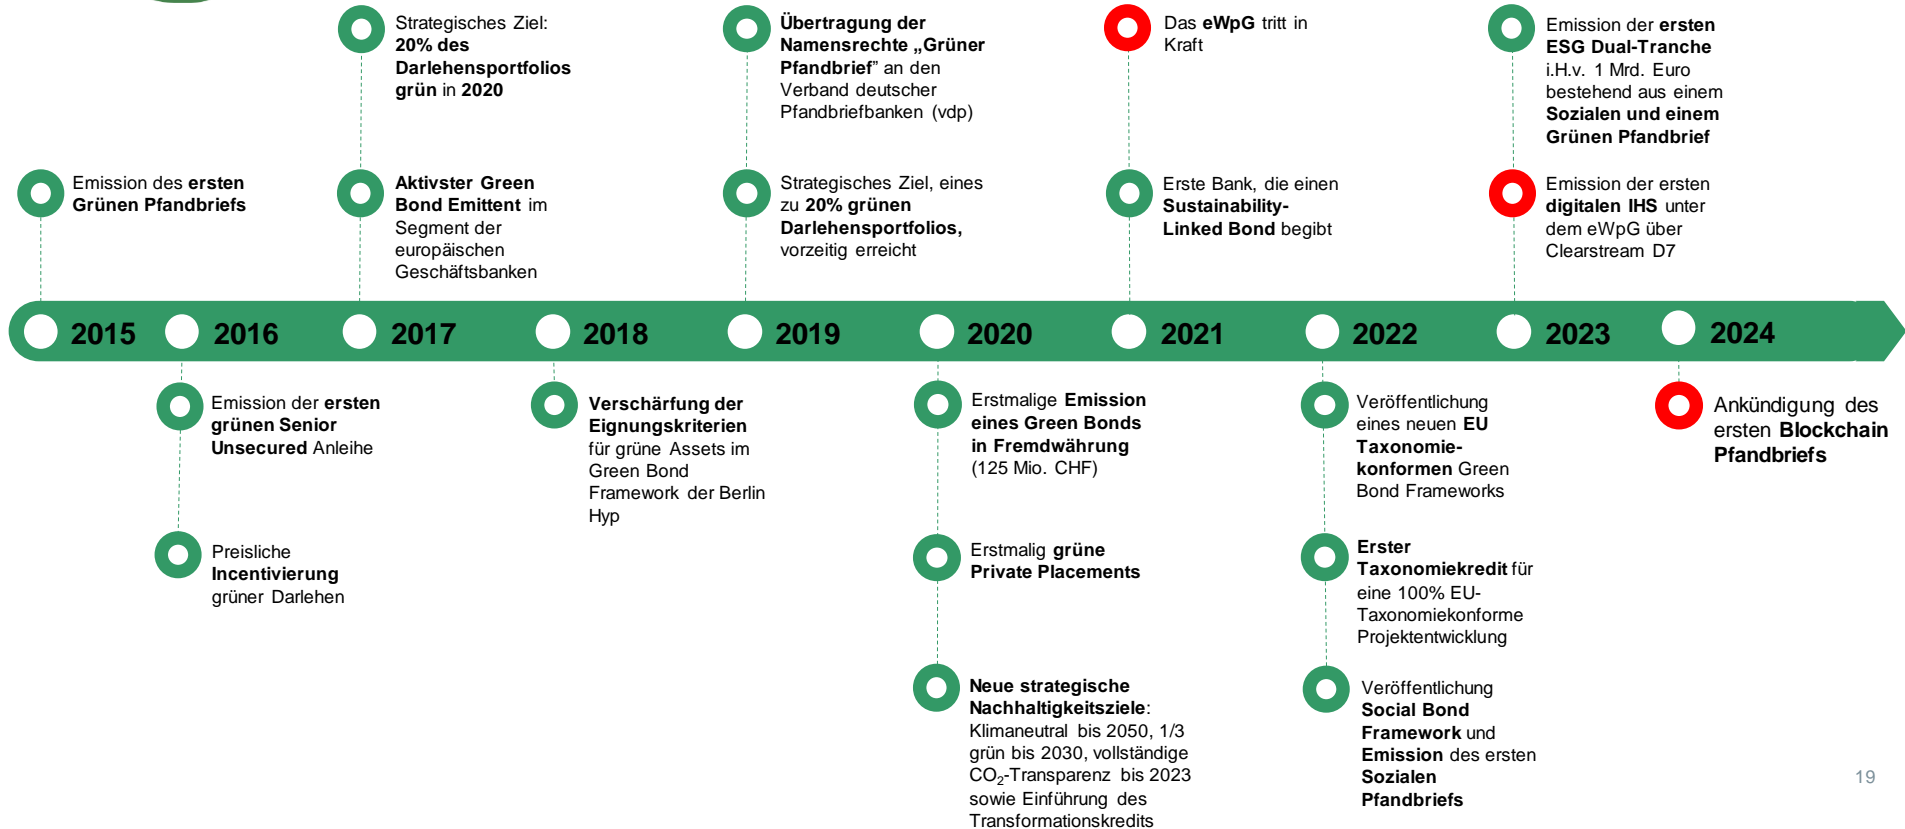 Strategisches Ziel:
20% des
Darlehensportfolios
grün in 2020
Übertragung der
Namensrechte „Grüner
Pfandbrief” an den
Verband deutscher
Pfandbriefbanken (vdp)
Das eWpG tritt in
Kraft
Emission der ersten
ESG Dual-Tranche
i.H.v. 1 Mrd. Euro
bestehend aus einem
Sozialen und einem
Grünen Pfandbrief
Emission des ersten
Grünen Pfandbriefs
Aktivster Green
Bond Emittent im
Segment der
europäischen
Geschäftsbanken
Strategisches Ziel, eines
zu 20% grünen
Darlehensportfolios,
vorzeitig erreicht
Erste Bank, die einen
Sustainability-
Linked Bond begibt
Emission der ersten
digitalen IHS unter
dem eWpG über
Clearstream D7
2015 2016 2017 2018 2019 2020 2021 2022 2023 2024
Emission der ersten
grünen Senior
Unsecured Anleihe
Preisliche
Incentivierung
grüner Darlehen
Verschärfung der
Eignungskriterien
für grüne Assets im
Green Bond
Framework der Berlin
Hyp
Erstmalige Emission
eines Green Bonds
in Fremdwährung
(125 Mio. CHF)
Erstmalig grüne
Private Placements
Neue strategische
Nachhaltigkeitsziele:
Klimaneutral bis 2050, 1/3
grün bis 2030, vollständige
CO₂-Transparenz bis 2023
sowie Einführung des
Transformationskredits
Veröffentlichung
eines neuen EU
Taxonomie-
konformen Green
Bond Frameworks
Erster
Taxonomiekredit für
eine 100% EU-
Taxonomiekonforme
Projektentwicklung
Veröffentlichung
Social Bond
Framework und
Emission des ersten
Sozialen
Pfandbriefs
Ankündigung des
ersten Blockchain
Pfandbriefs
19